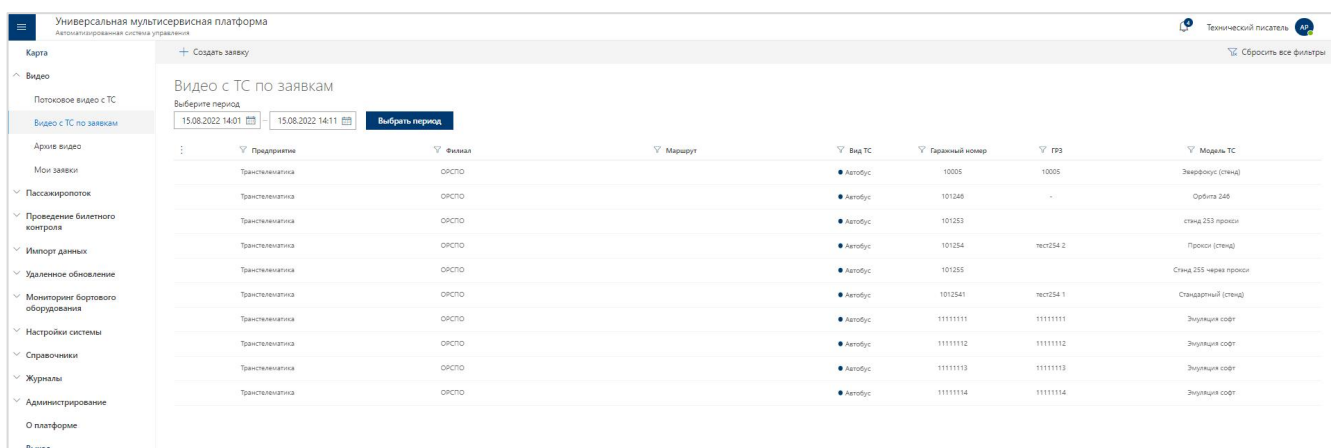 Универсальная мультисервисная платформа
Автоматизированная система управления
4
Технический писатель
АР
Карта
Создать заявку
Сбросить все фильтры
Видео
Потоковое видео с ТС
Видео с ТС по заявкам
Архив видео
Мои заявки
Пассажиропоток
Проведение билетного
контроля
Импорт данных
Удаленное обновление
Мониторинг бортового
оборудования
Настройки системы
Справочники
Журналы
Администрирование
О платформе
Выход
Видео с ТС по заявкам
Выберите период
15.08.2022 14:01 – 15.08.2022 14:11 Выбрать период
Предприятие Филиал Маршрут Вид ТС Гаражный номер ГРЗ Модель ТС
Транстелематика ОРСПО Автобус 10005 10005 Эверфокус (стенд)
Транстелематика ОРСПО Автобус 101246 - Орбита 246
Транстелематика ОРСПО Автобус 101253 стэнд 253 прокси
Транстелематика ОРСПО Автобус 101254 тест254 2 Прокси (стенд)
Транстелематика ОРСПО Автобус 101255 Стэнд 255 через прокси
Транстелематика ОРСПО Автобус 1012541 тест254 1 Стандартный (стенд)
Транстелематика ОРСПО Автобус 11111111 11111111 Эмуляция софт
Транстелематика ОРСПО Автобус 11111112 11111112 Эмуляция софт
Транстелематика ОРСПО Автобус 11111113 11111113 Эмуляция софт
Транстелематика ОРСПО Автобус 11111114 11111114 Эмуляция софт